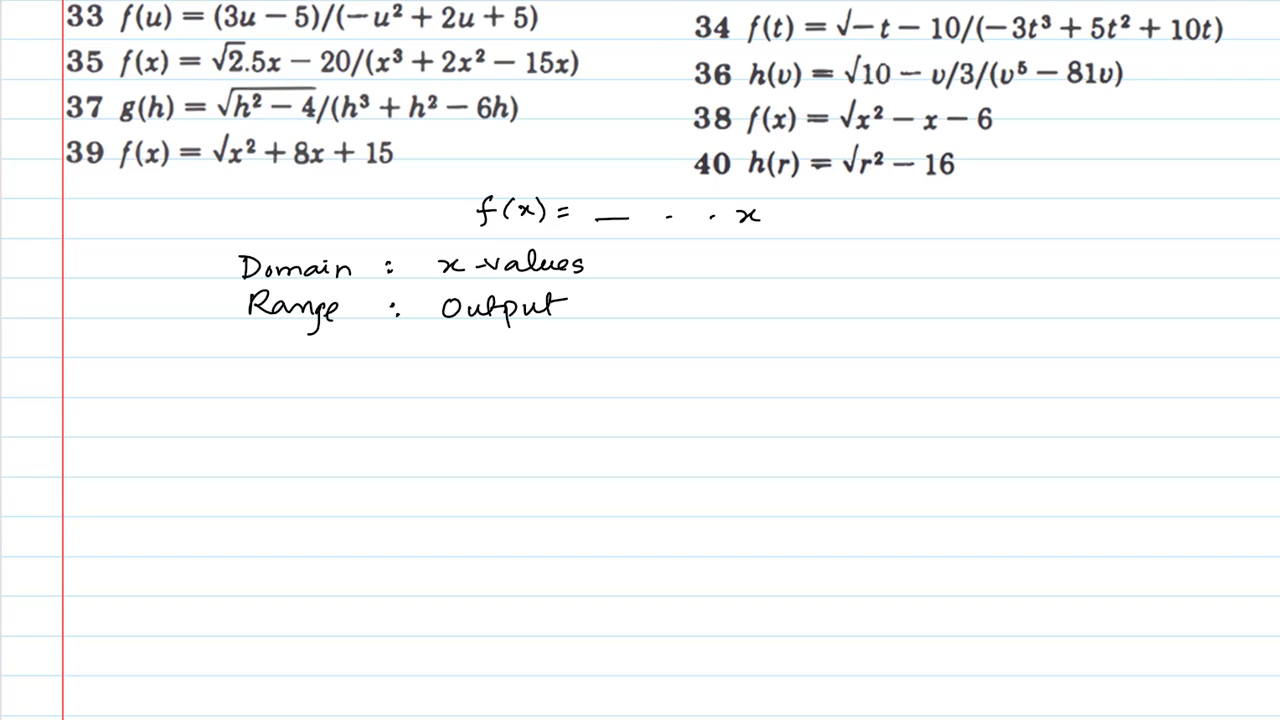 33 f(u) = (3u − 5)/(−u² + 2u + 5)
34 f(t) = √−t − 10/(−3t³ + 5t² + 10t)
35 f(x) = √2.5x − 20/(x³ + 2x² − 15x)
36 h(v) = √10 − v/3/(v⁵ − 81v)
37 g(h) = √h² − 4/(h³ + h² − 6h)
38 f(x) = √x² − x − 6
39 f(x) = √x² + 8x + 15
40 h(r) = √r² − 16
f(x) = — . . x
Domain : x-values
Range : Output